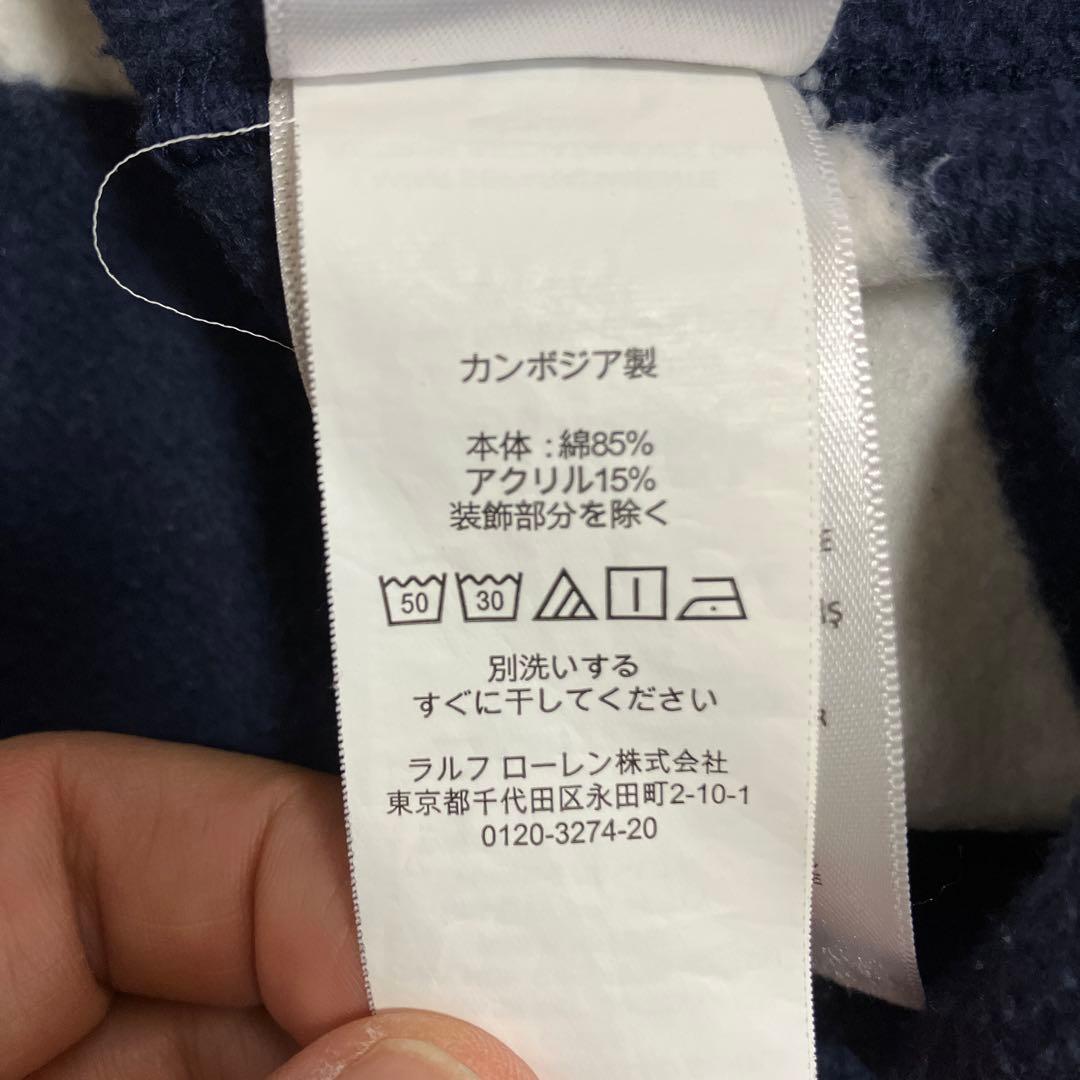 カンボジア製
本体 : 綿85%
アクリル15%
装飾部分を除く
50 30
別洗いする
すぐに干してください
ラルフ ローレン株式会社
東京都千代田区永田町2-10-1
0120-3274-20